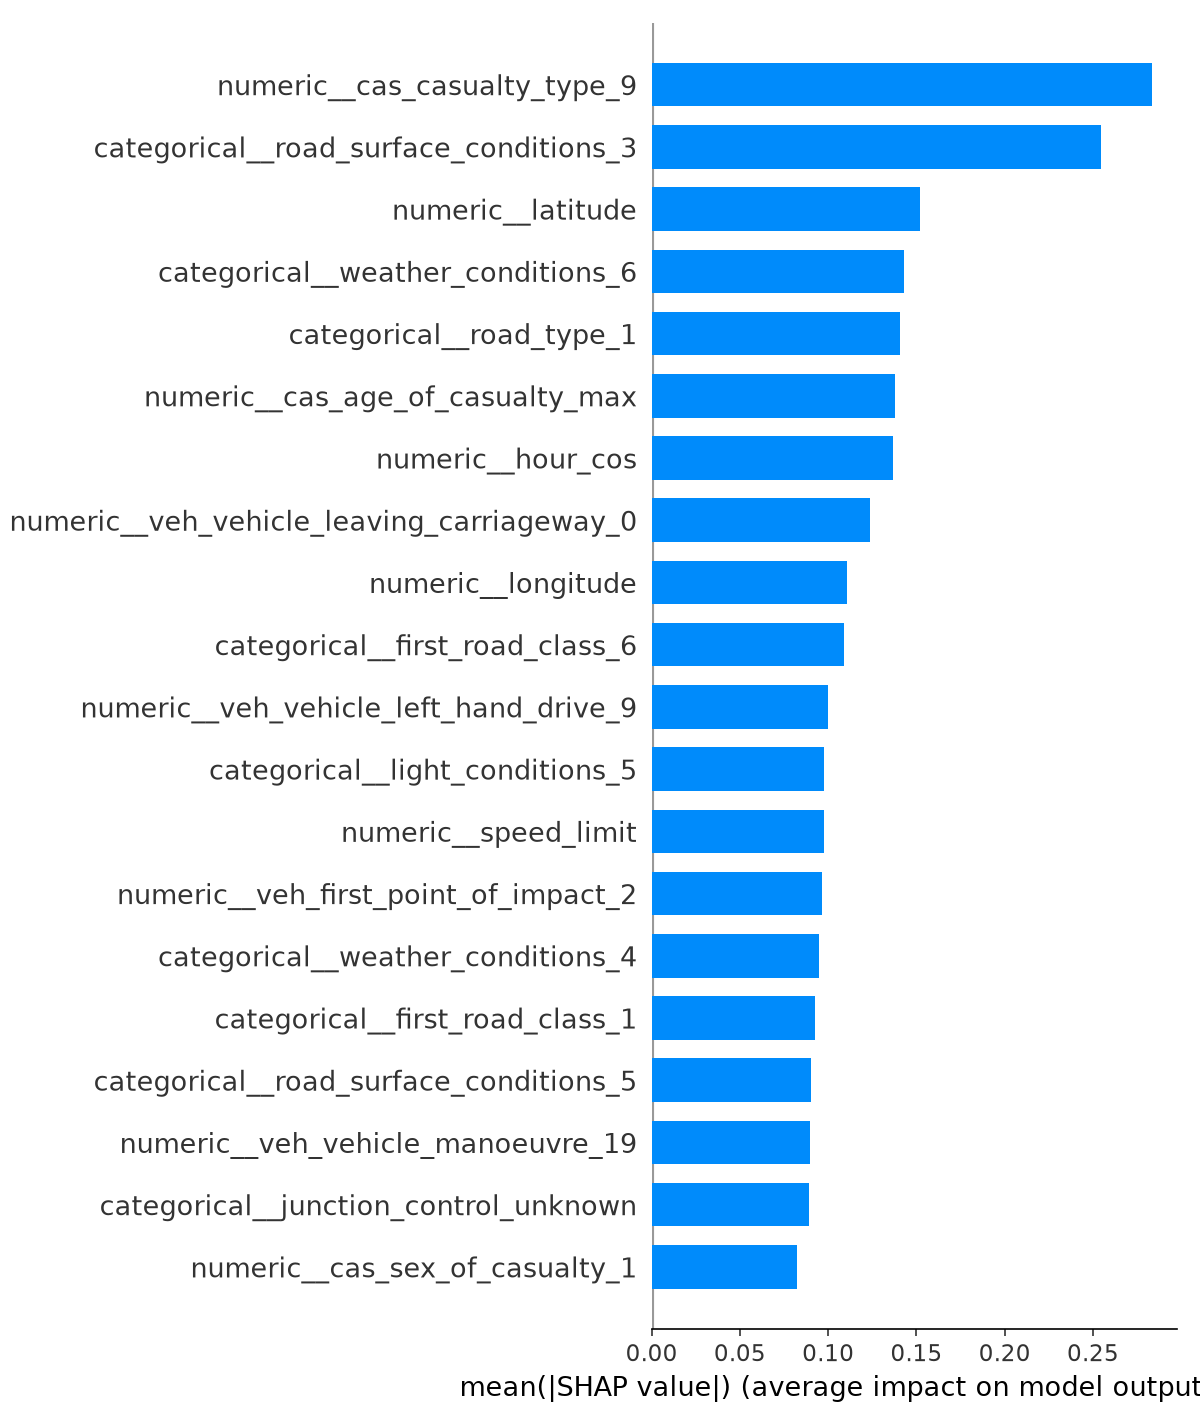 numeric__cas_casualty_type_9
categorical__road_surface_conditions_3
numeric__latitude
categorical__weather_conditions_6
categorical__road_type_1
numeric__cas_age_of_casualty_max
numeric__hour_cos
numeric__veh_vehicle_leaving_carriageway_0
numeric__longitude
categorical__first_road_class_6
numeric__veh_vehicle_left_hand_drive_9
categorical__light_conditions_5
numeric__speed_limit
numeric__veh_first_point_of_impact_2
categorical__weather_conditions_4
categorical__first_road_class_1
categorical__road_surface_conditions_5
numeric__veh_vehicle_manoeuvre_19
categorical__junction_control_unknown
numeric__cas_sex_of_casualty_1
0.00 0.05 0.10 0.15 0.20 0.25
mean(|SHAP value|) (average impact on model output